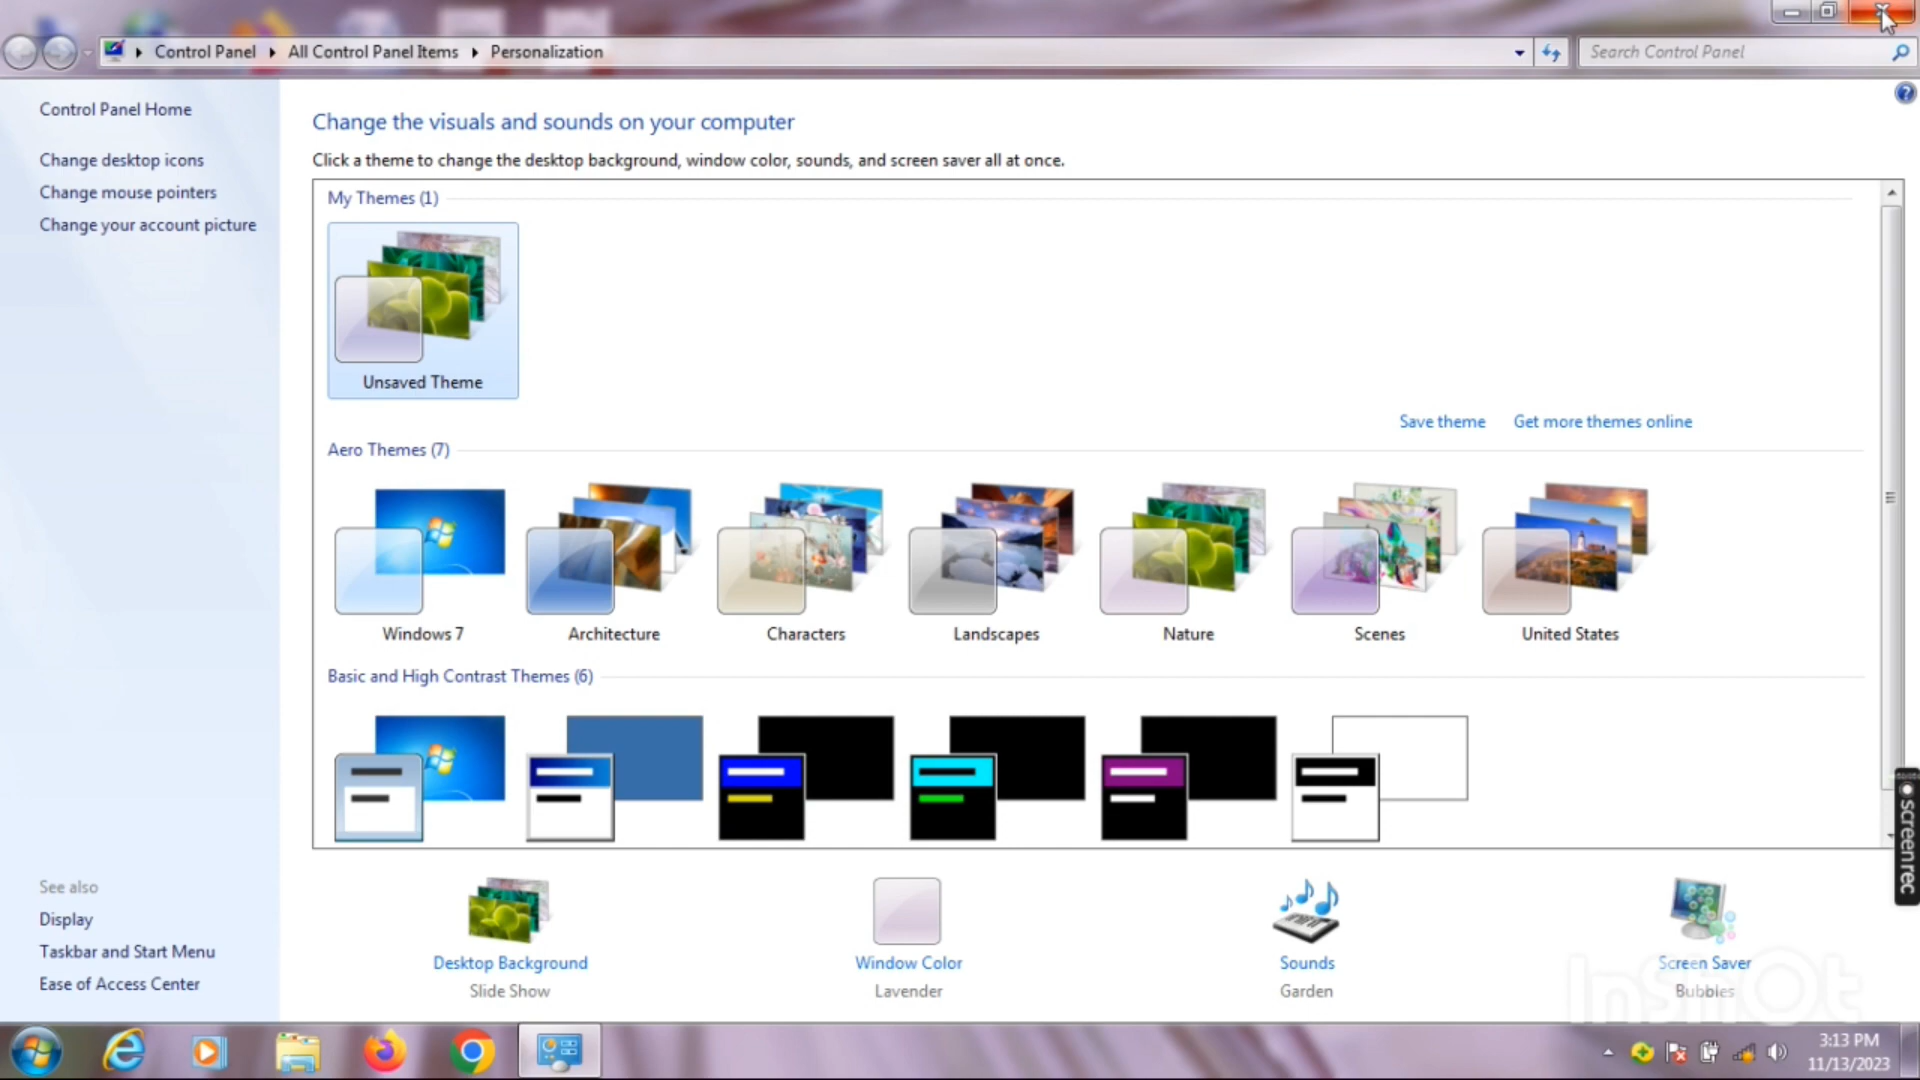 Control Panel All Control Panel Items Personalization
Search Control Panel
Control Panel Home
Change desktop icons
Change mouse pointers
Change your account picture
Change the visuals and sounds on your computer
Click a theme to change the desktop background, window color, sounds, and screen saver all at once.
My Themes (1)
Unsaved Theme
Save theme Get more themes online
Aero Themes (7)
Windows 7 Architecture Characters Landscapes Nature Scenes United States
Basic and High Contrast Themes (6)
See also
Display
Taskbar and Start Menu
Ease of Access Center
Desktop Background
Slide Show
Window Color
Lavender
Sounds
Garden
Screen Saver
Bubbles
screenrec
InShOt
3:13 PM
11/13/2023